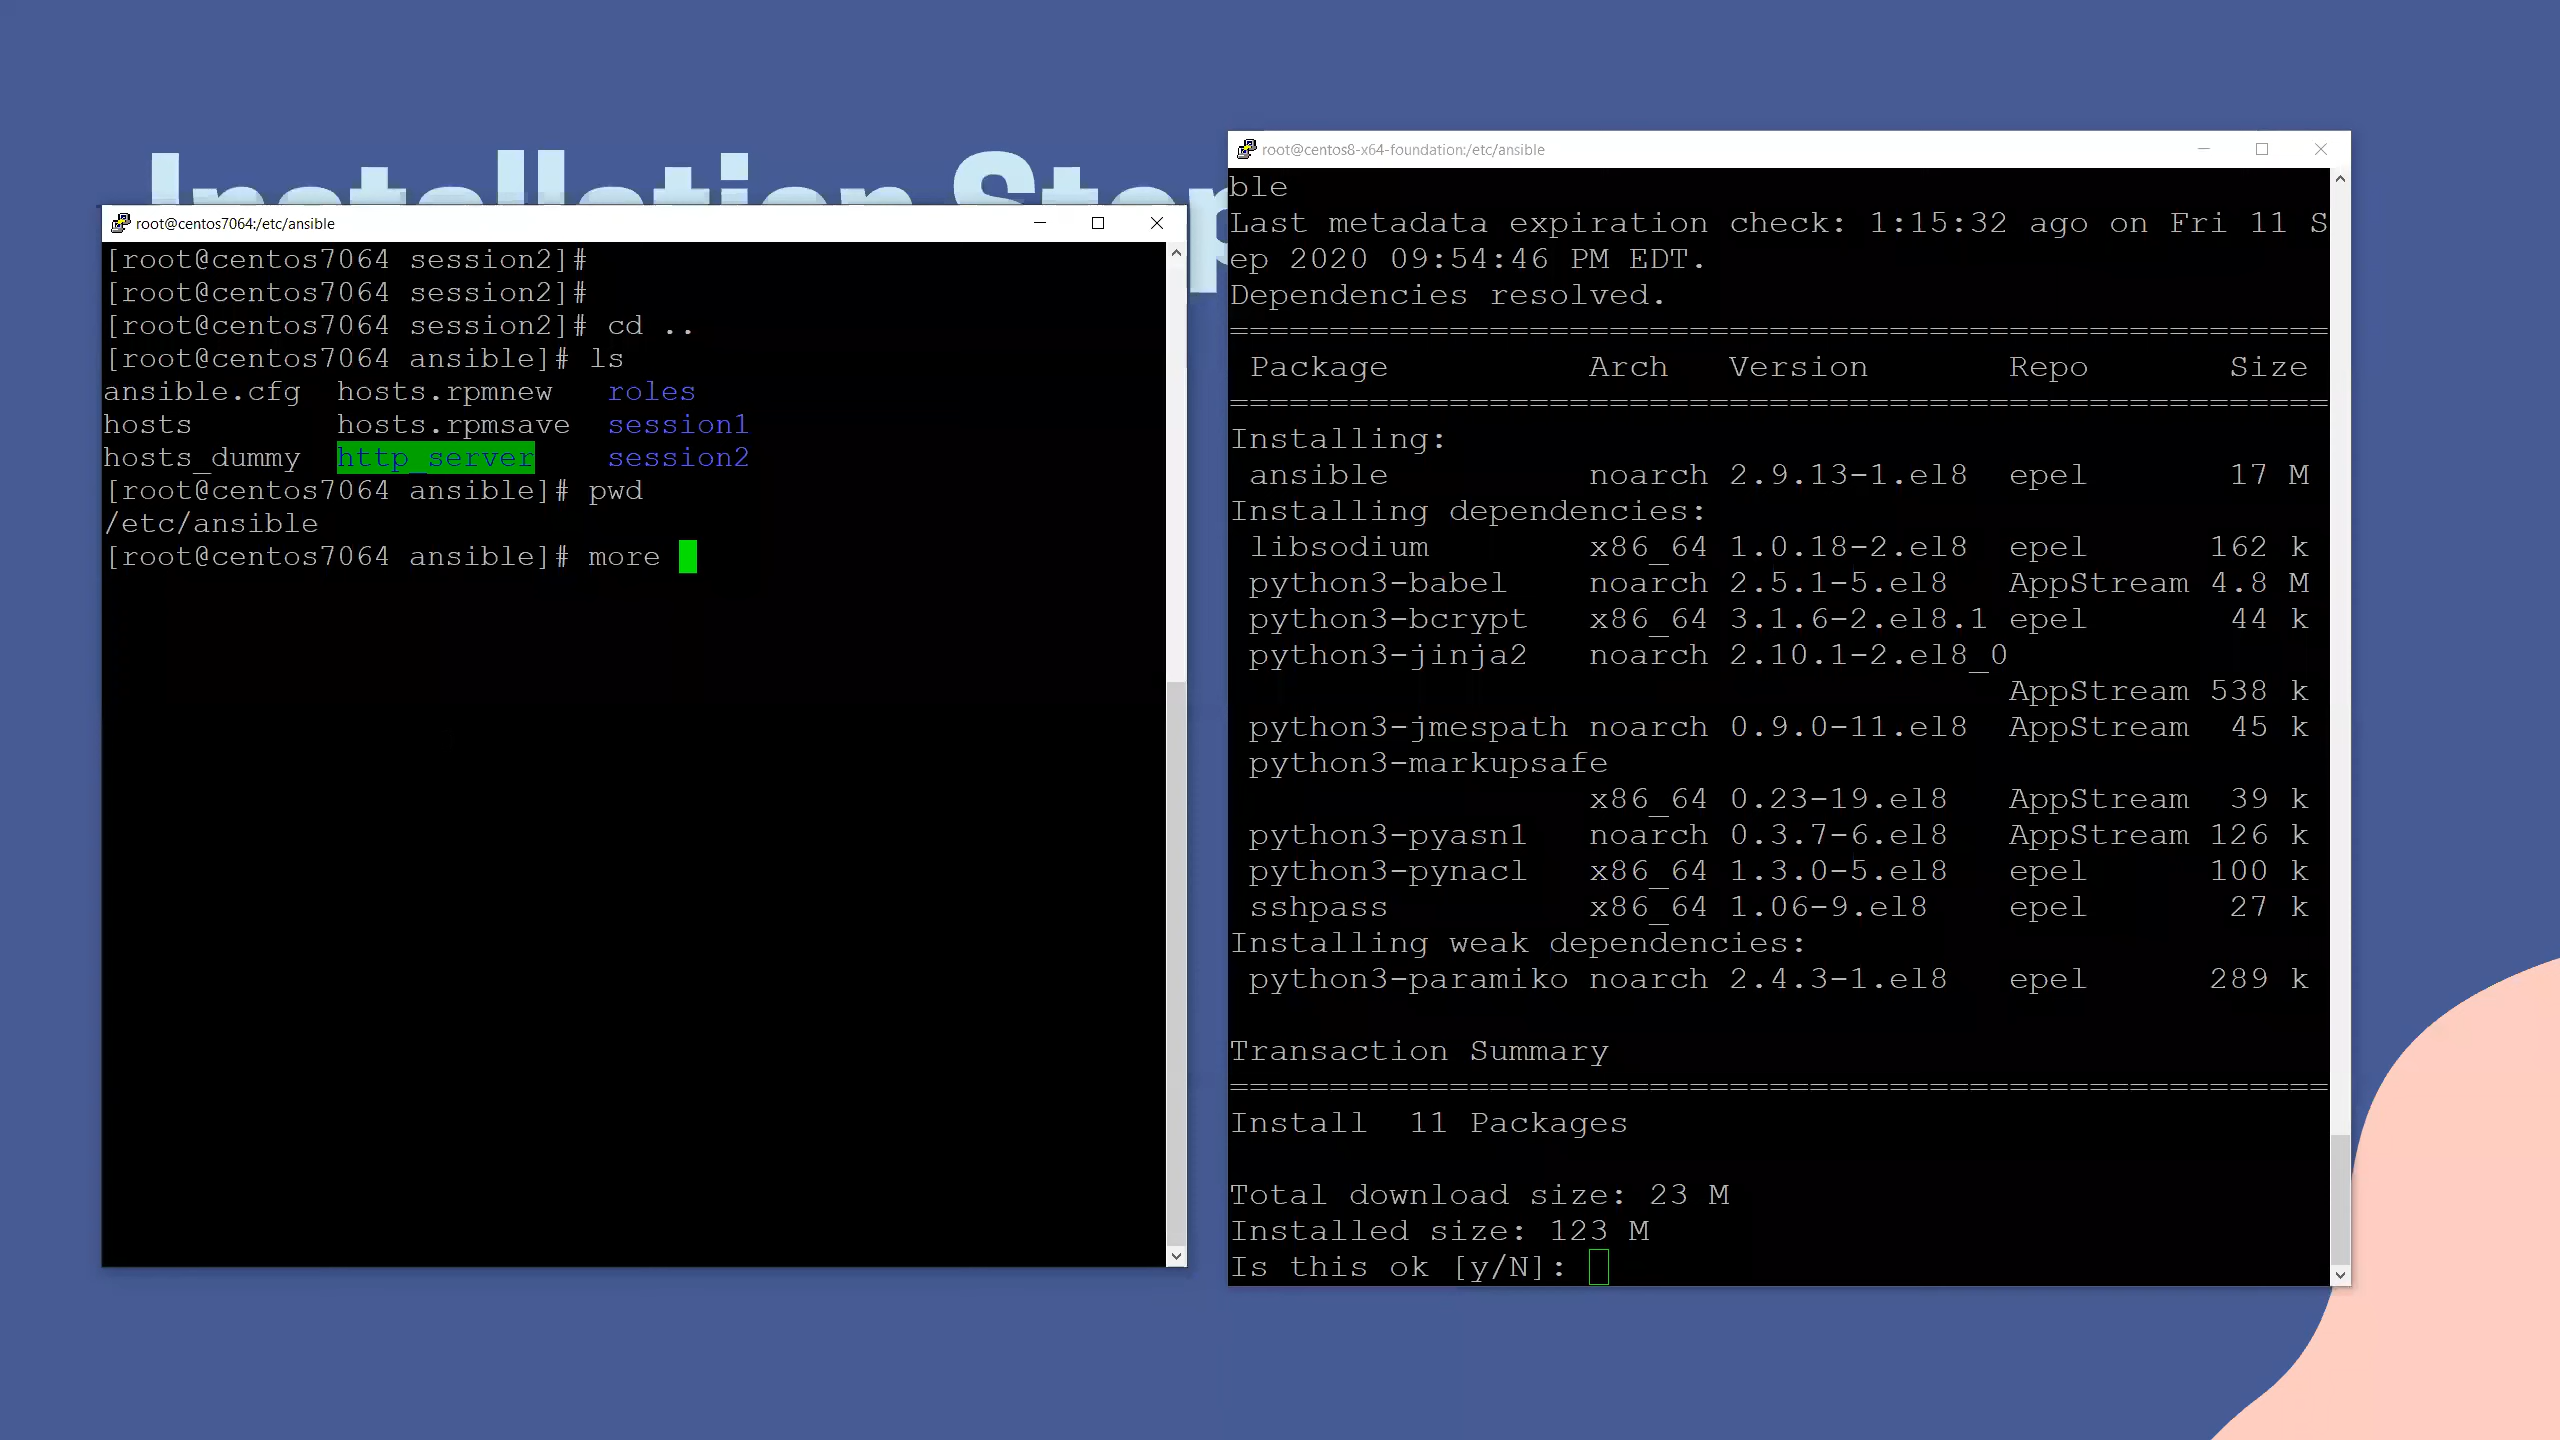 Installation Step
root@centos7064:/etc/ansible
[root@centos7064 session2]#
[root@centos7064 session2]#
[root@centos7064 session2]# cd ..
[root@centos7064 ansible]# ls
ansible.cfg hosts.rpmnew roles
hosts hosts.rpmsave session1
hosts_dummy http_server session2
[root@centos7064 ansible]# pwd
/etc/ansible
[root@centos7064 ansible]# more
root@centos8-x64-foundation:/etc/ansible
ble
Last metadata expiration check: 1:15:32 ago on Fri 11 S
ep 2020 09:54:46 PM EDT.
Dependencies resolved.
=======================================================
Package Arch Version Repo Size
=======================================================
Installing:
ansible noarch 2.9.13-1.el8 epel 17 M
Installing dependencies:
libsodium x86_64 1.0.18-2.el8 epel 162 k
python3-babel noarch 2.5.1-5.el8 AppStream 4.8 M
python3-bcrypt x86_64 3.1.6-2.el8.1 epel 44 k
python3-jinja2 noarch 2.10.1-2.el8_0
AppStream 538 k
python3-jmespath noarch 0.9.0-11.el8 AppStream 45 k
python3-markupsafe
x86_64 0.23-19.el8 AppStream 39 k
python3-pyasn1 noarch 0.3.7-6.el8 AppStream 126 k
python3-pynacl x86_64 1.3.0-5.el8 epel 100 k
sshpass x86_64 1.06-9.el8 epel 27 k
Installing weak dependencies:
python3-paramiko noarch 2.4.3-1.el8 epel 289 k
Transaction Summary
=======================================================
Install 11 Packages
Total download size: 23 M
Installed size: 123 M
Is this ok [y/N]: